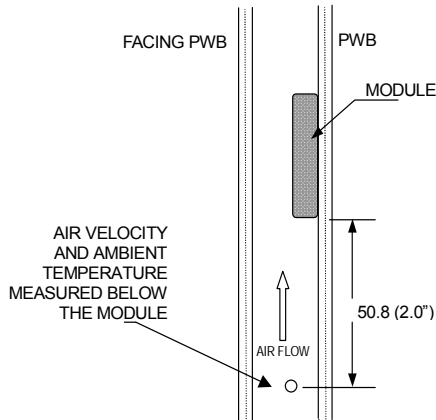 FACING PWB
PWB
MODULE
AIR VELOCITY
AND AMBIENT
TEMPERATURE
MEASURED BELOW
THE MODULE
50.8 (2.0”)
AIR FLOW